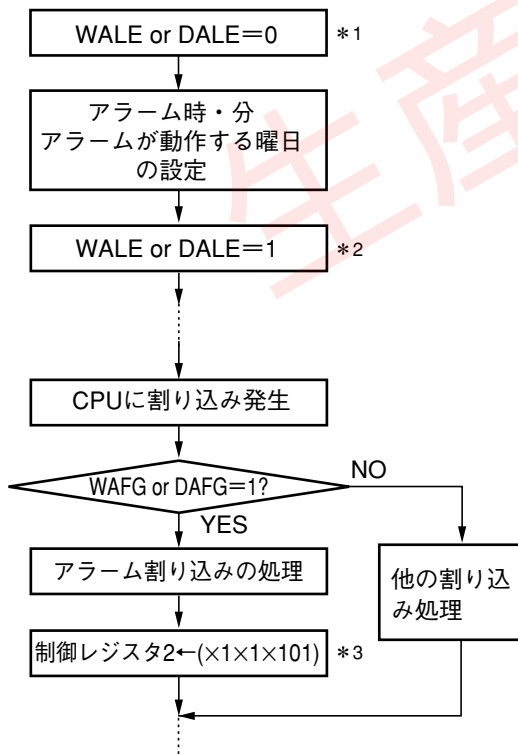 WALE or DALE=0 *1
アラーム時・分
アラームが動作する曜日
の設定
WALE or DALE=1 *2
CPUに割り込み発生
WAFG or DAFG=1?
NO
YES
アラーム割り込みの処理
他の割り込
み処理
制御レジスタ2←(×1×1×101) *3
生産